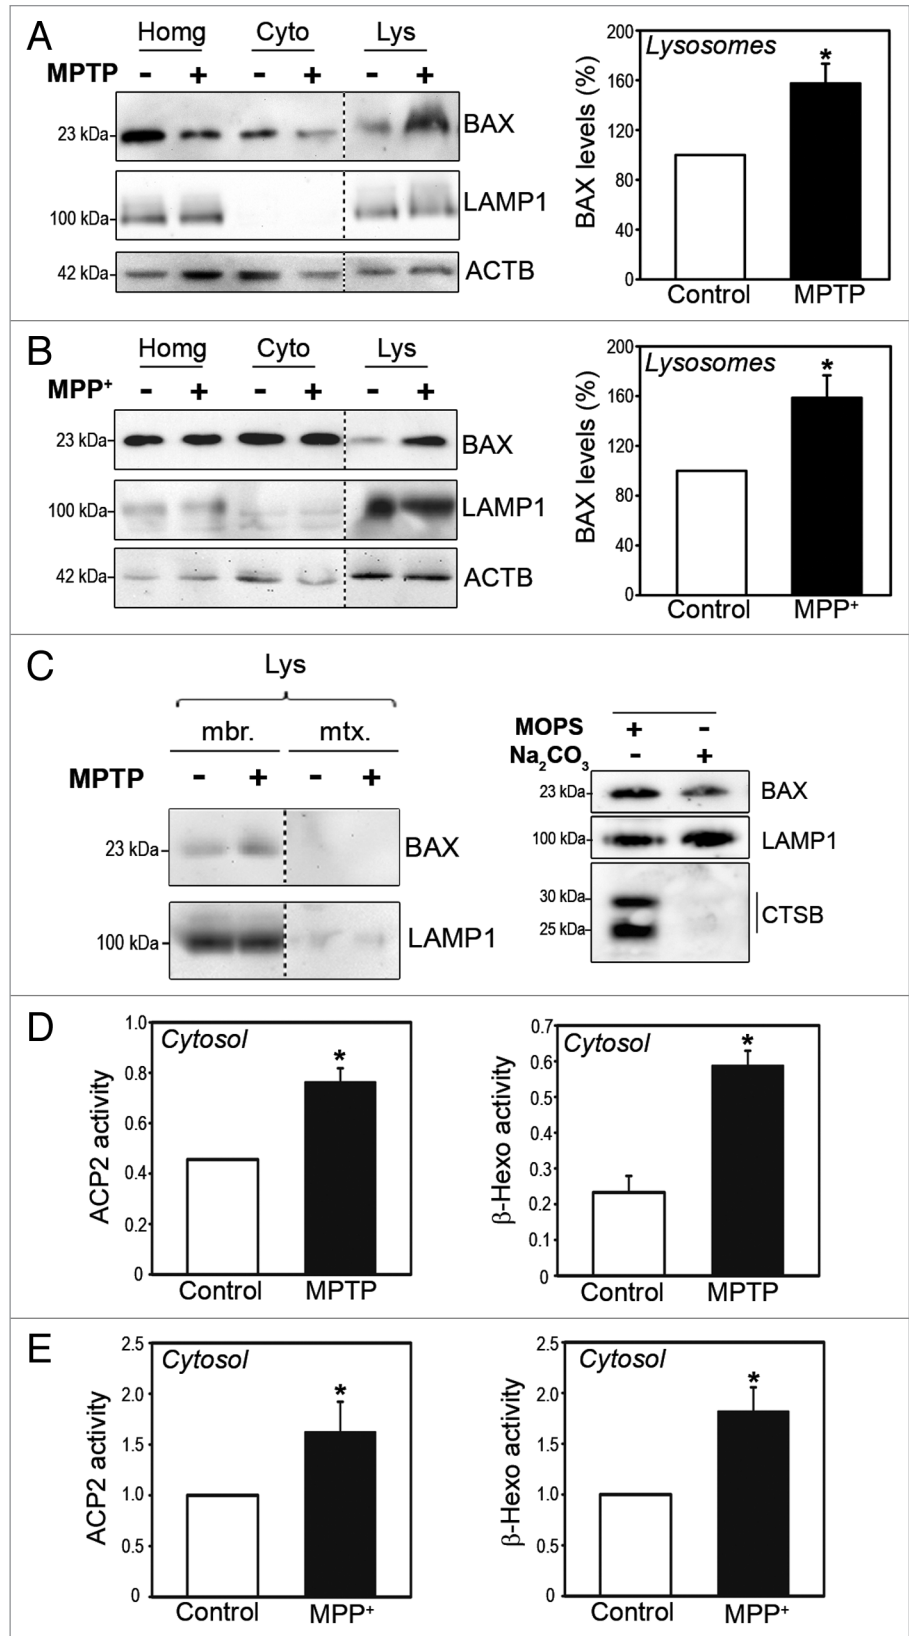 A
Homg Cyto Lys
MPTP - + - + - +
23 kDa BAX
100 kDa LAMP1
42 kDa ACTB
Lysosomes
*
BAX levels (%)
200
160
120
80
40
0
Control MPTP
B
Homg Cyto Lys
MPP⁺ - + - + - +
23 kDa BAX
100 kDa LAMP1
42 kDa ACTB
Lysosomes
*
BAX levels (%)
200
160
120
80
40
0
Control MPP⁺
C
Lys
mbr. mtx.
MPTP - + - +
23 kDa BAX
100 kDa LAMP1
MOPS + -
Na₂CO₃ - +
23 kDa BAX
100 kDa LAMP1
30 kDa
25 kDa
CTSB
D
Cytosol
*
ACP2 activity
1.0
0.8
0.6
0.4
0.2
0
Control MPTP
Cytosol
*
β-Hexo activity
0.7
0.6
0.5
0.4
0.3
0.2
0.1
0
Control MPTP
E
Cytosol
*
ACP2 activity
2.5
2.0
1.5
1.0
0.5
0
Control MPP⁺
Cytosol
*
β-Hexo activity
2.5
2.0
1.5
1.0
0.5
0
Control MPP⁺